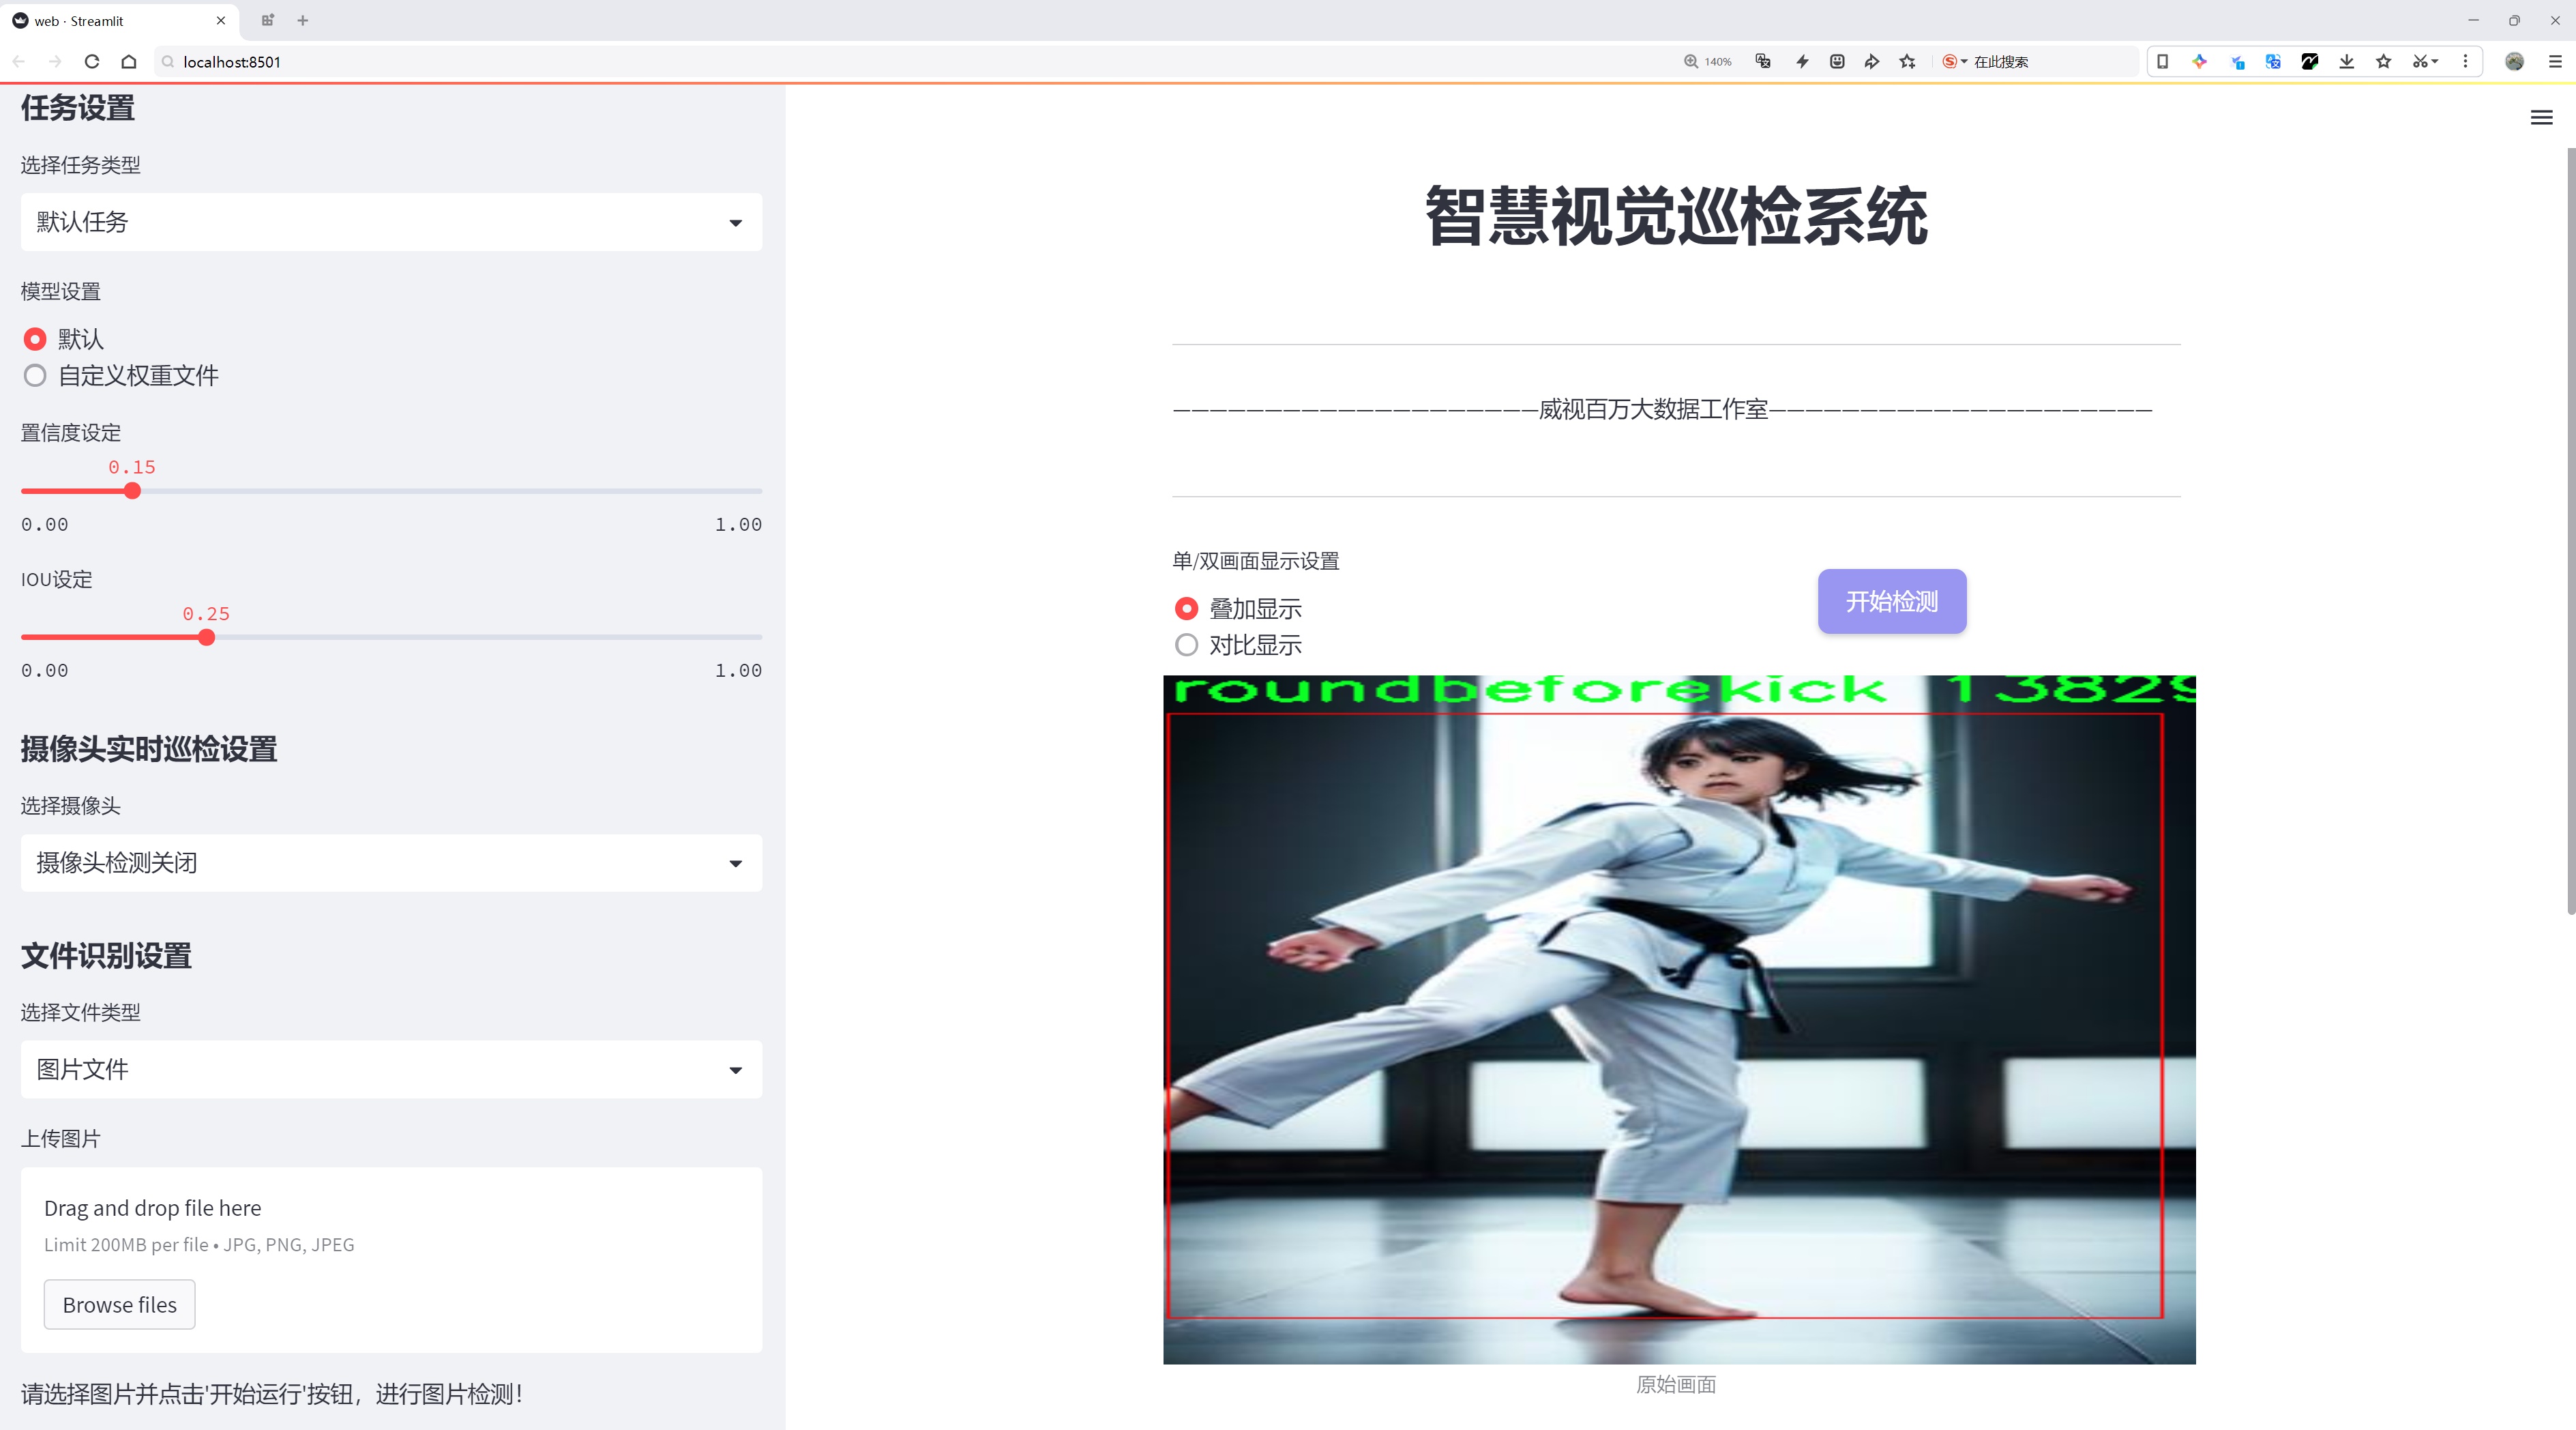 web · Streamlit
localhost:8501
140%
在此搜索
任务设置
选择任务类型
默认任务
模型设置
默认
自定义权重文件
置信度设定
0.15
0.00
1.00
IOU设定
0.25
0.00
1.00
摄像头实时巡检设置
选择摄像头
摄像头检测关闭
文件识别设置
选择文件类型
图片文件
上传图片
Drag and drop file here
Limit 200MB per file • JPG, PNG, JPEG
Browse files
请选择图片并点击'开始运行'按钮，进行图片检测！
智慧视觉巡检系统
—————————————————————威视百万大数据工作室—————————————————————
单/双画面显示设置
叠加显示
对比显示
开始检测
roundbeforekick 13829
原始画面